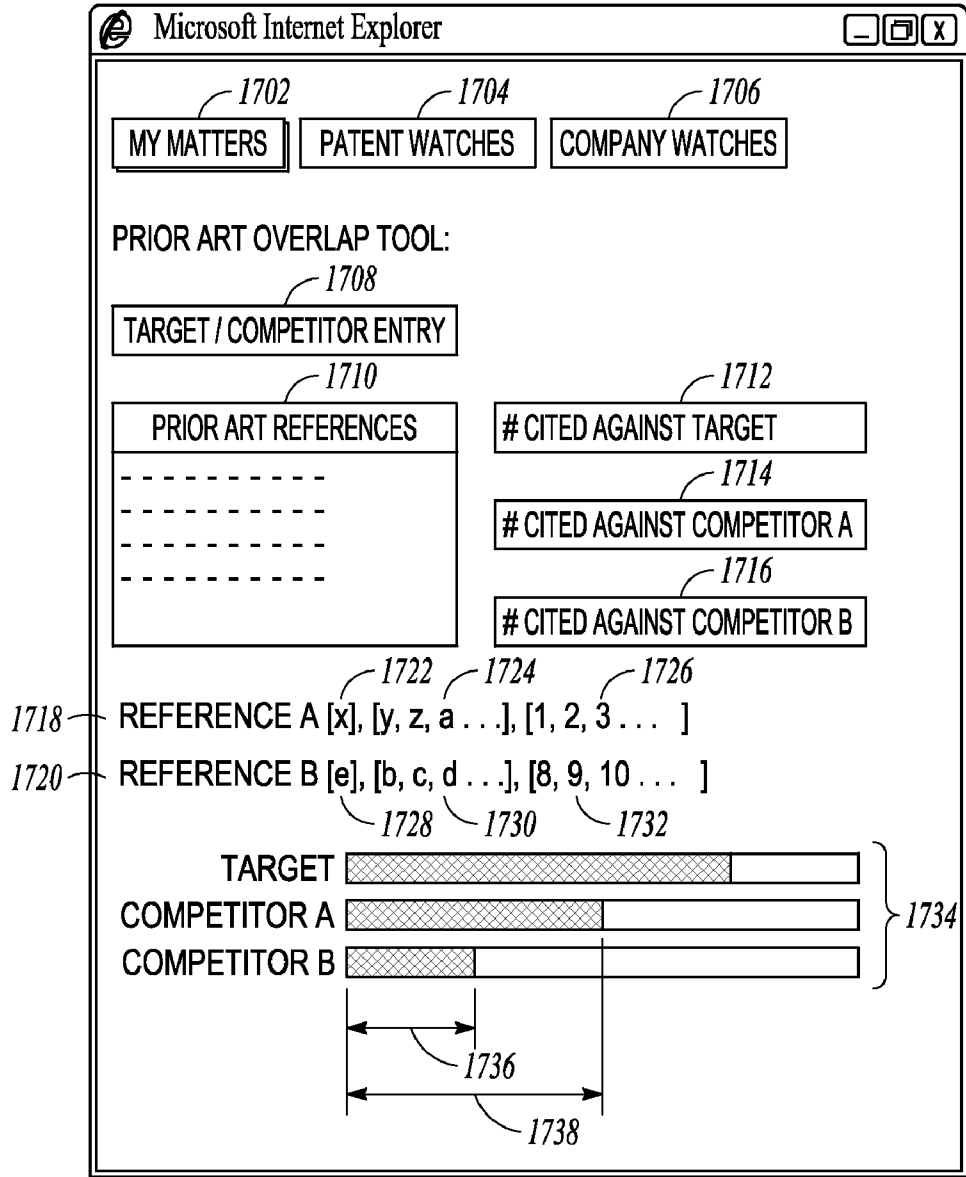 Microsoft Internet Explorer
X
1702 1704 1706
MY MATTERS PATENT WATCHES COMPANY WATCHES
PRIOR ART OVERLAP TOOL:
1708
TARGET / COMPETITOR ENTRY
1710 1712
PRIOR ART REFERENCES # CITED AGAINST TARGET
1714
# CITED AGAINST COMPETITOR A
1716
# CITED AGAINST COMPETITOR B
1722 1724 1726
1718 REFERENCE A [x], [y, z, a . . .], [1, 2, 3 . . . ]
1720 REFERENCE B [e], [b, c, d . . .], [8, 9, 10 . . . ]
1728 1730 1732
TARGET
COMPETITOR A 1734
COMPETITOR B
1736
1738